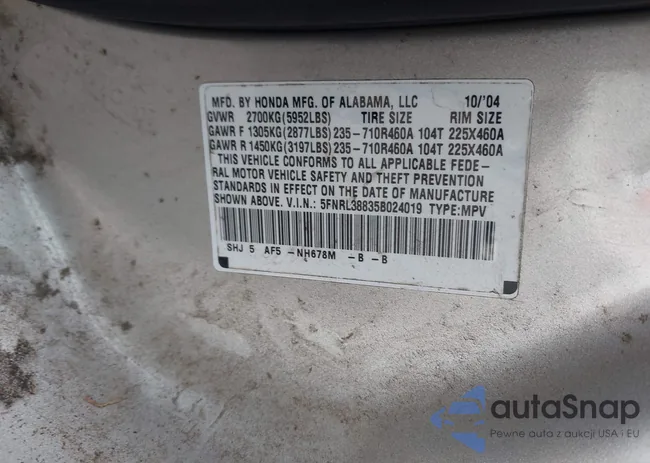 MFD. BY HONDA MFG. OF ALABAMA, LLC 10/'04
GVWR 2700KG(5952LBS) TIRE SIZE RIM SIZE
GAWR F 1305KG(2877LBS) 235-710R460A 104T 225X460A
GAWR R 1450KG(3197LBS) 235-710R460A 104T 225X460A
THIS VEHICLE CONFORMS TO ALL APPLICABLE FEDE-
RAL MOTOR VEHICLE SAFETY AND THEFT PREVENTION
STANDARDS IN EFFECT ON THE DATE OF MANUFACTURE
SHOWN ABOVE. V.I.N.: 5FNRL38835B024019 TYPE:MPV
SHJ 5 AF5 -NH678M -B -B
autaSnap
Pewne auta z aukcji USA i EU